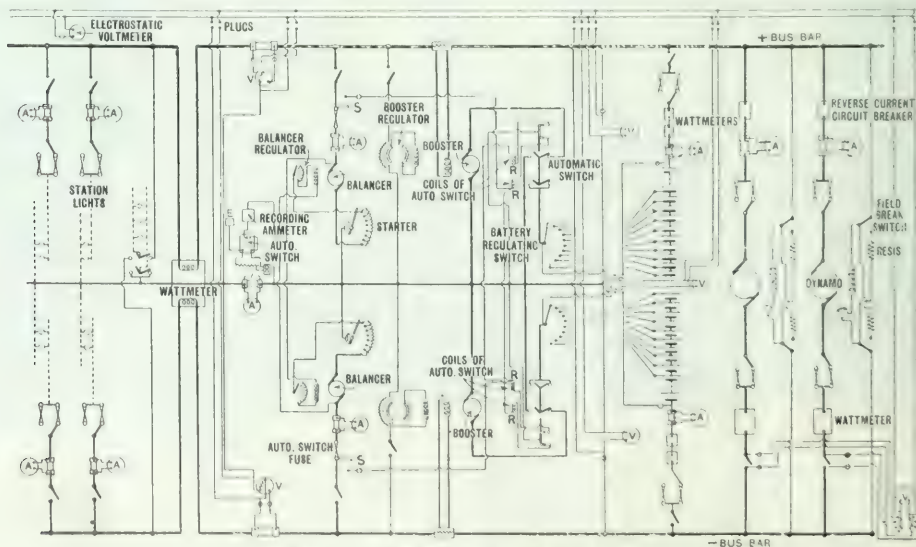 ELECTROSTATIC
VOLTMETER
PLUGS
+ BUS BAR
V
S
A
A
BOOSTER
REGULATOR
BALANCER
REGULATOR
A
BOOSTER
COILS OF
AUTO SWITCH
R
R
AUTOMATIC
SWITCH
V
WATTMETERS
A
A
REVERSE CURRENT
CIRCUIT BREAKER
A
STATION
LIGHTS
BALANCER
RECORDING
AMMETER
AUTO.
SWITCH
STARTER
BATTERY
REGULATING
SWITCH
FIELD
BREAK
SWITCH
RESIS
E
WATTMETER
A
V
DYNAMO
BALANCER
COILS OF
AUTO. SWITCH
R
R
BOOSTER
A
A
A
AUTO. SWITCH
FUSE
S
V
V
A
WATTMETER
V
- BUS BAR